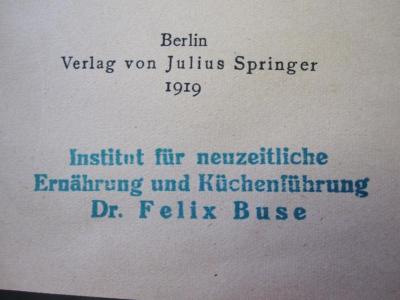 Berlin
Verlag von Julius Springer
1919
Institut für neuzeitliche
Ernährung und Küchenführung
Dr. Felix Buse